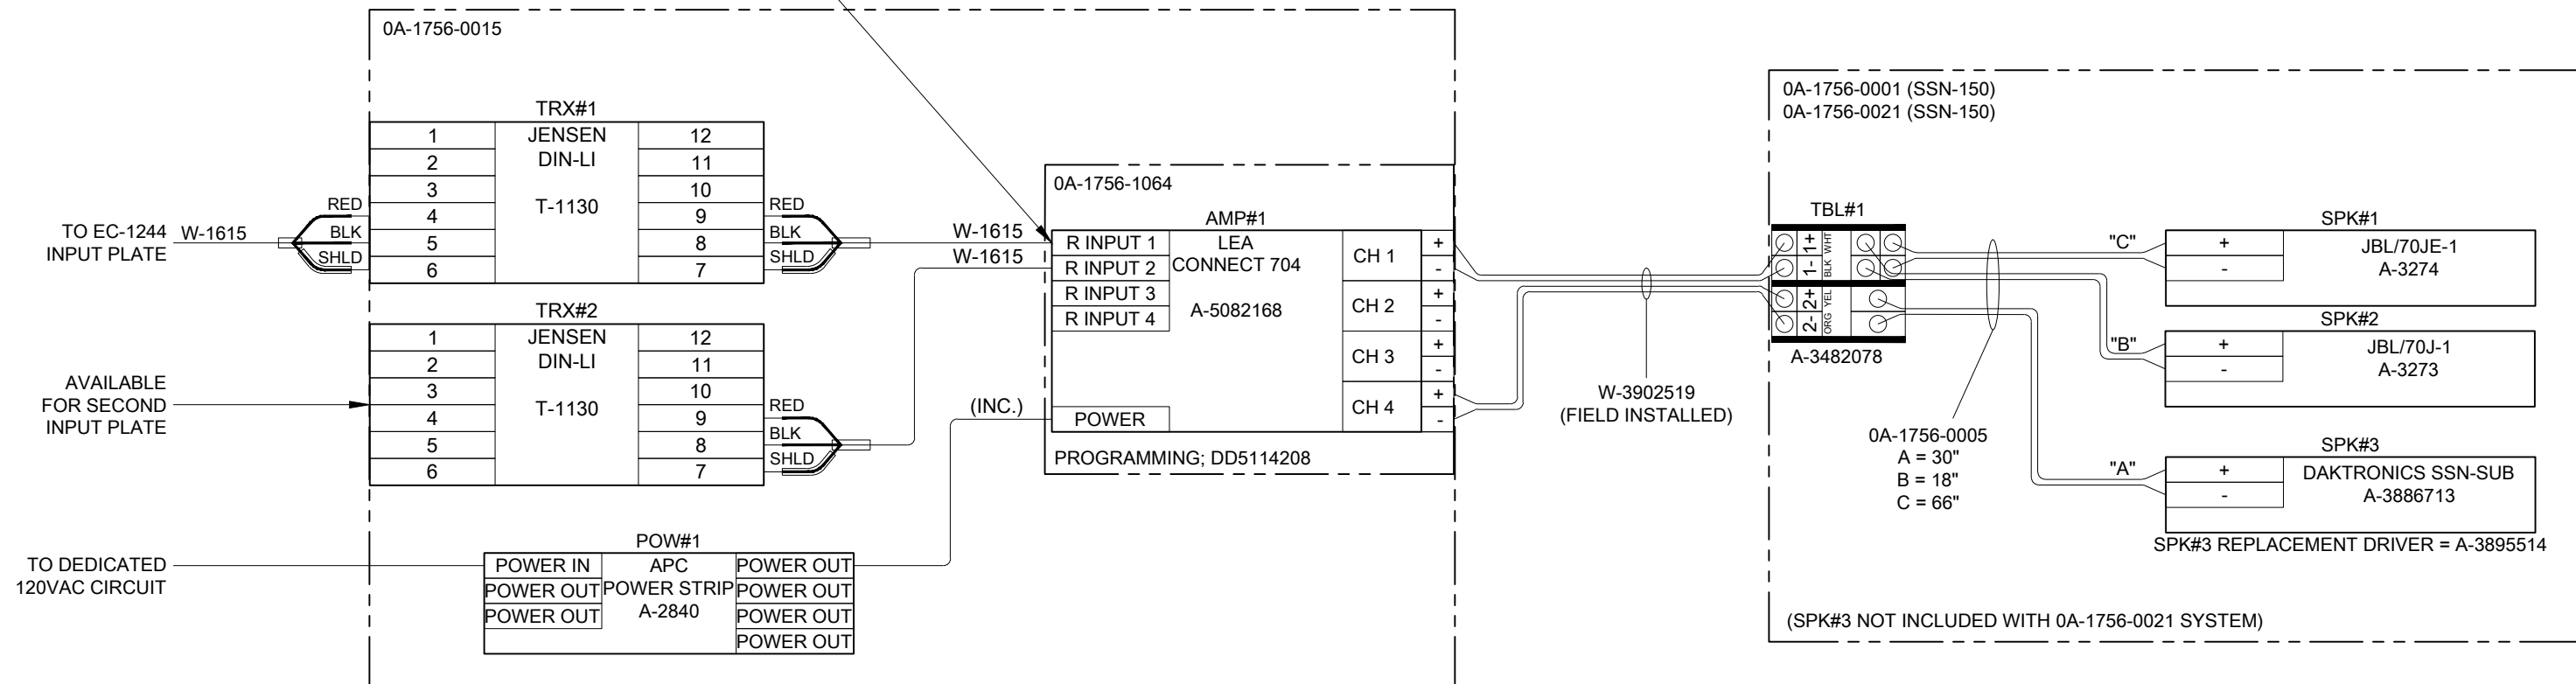 0A-1756-0015
TRX#1
1
2
3
4
5
6
JENSEN
DIN-LI
T-1130
12
11
10
9
8
7
RED
BLK
SHLD
RED
BLK
SHLD
TO EC-1244
INPUT PLATE
W-1615
W-1615
W-1615
TRX#2
1
2
3
4
5
6
JENSEN
DIN-LI
T-1130
12
11
10
9
8
7
RED
BLK
SHLD
AVAILABLE
FOR SECOND
INPUT PLATE
(INC.)
TO DEDICATED
120VAC CIRCUIT
POW#1
POWER IN
POWER OUT
POWER OUT
APC
POWER STRIP
A-2840
POWER OUT
POWER OUT
POWER OUT
POWER OUT
0A-1756-1064
AMP#1
R INPUT 1
R INPUT 2
R INPUT 3
R INPUT 4
POWER
LEA
CONNECT 704
A-5082168
CH 1
+
-
CH 2
+
-
CH 3
+
-
CH 4
+
-
PROGRAMMING; DD5114208
W-3902519
(FIELD INSTALLED)
0A-1756-0001 (SSN-150)
0A-1756-0021 (SSN-150)
TBL#1
1+
WHT
1-
BLK
2+
YEL
2-
ORG
A-3482078
0A-1756-0005
A = 30"
B = 18"
C = 66"
"C"
"B"
"A"
SPK#1
+
-
JBL/70JE-1
A-3274
SPK#2
+
-
JBL/70J-1
A-3273
SPK#3
+
-
DAKTRONICS SSN-SUB
A-3886713
SPK#3 REPLACEMENT DRIVER = A-3895514
(SPK#3 NOT INCLUDED WITH 0A-1756-0021 SYSTEM)